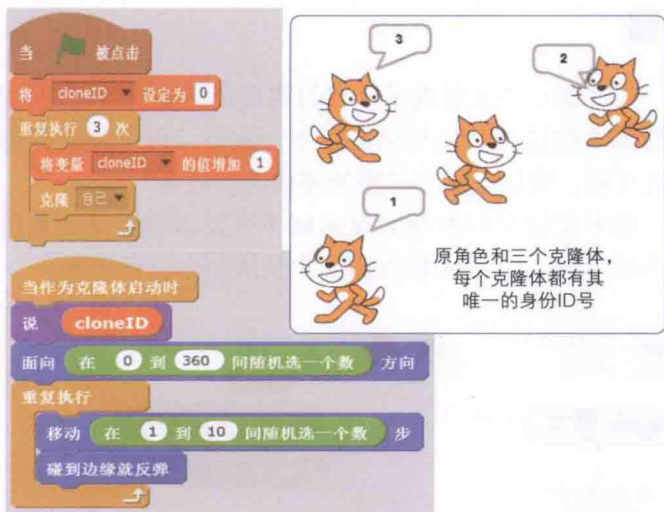 当 被点击
将 cloneID 设定为 0
重复执行 3 次
将变量 cloneID 的值增加 1
克隆 自己
当作为克隆体启动时
说 cloneID
面向 在 0 到 360 间随机选一个数 方向
重复执行
移动 在 1 到 10 间随机选一个数 步
碰到边缘就反弹
3
2
1
原角色和三个克隆体，
每个克隆体都有其
唯一的身份ID号